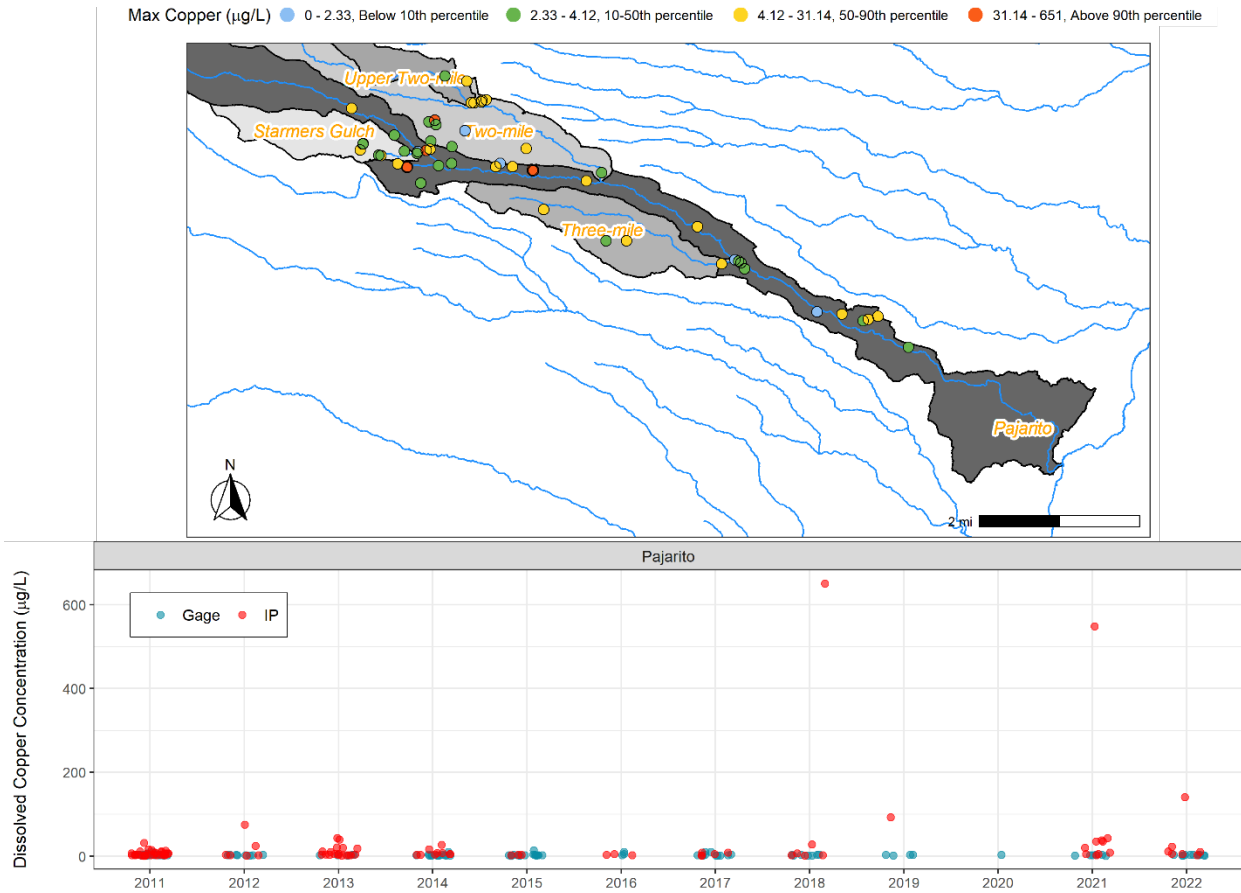 Max Copper (µg/L) 0 - 2.33, Below 10th percentile 2.33 - 4.12, 10-50th percentile 4.12 - 31.14, 50-90th percentile 31.14 - 651, Above 90th percentile
Upper Two-mile
Starmers Gulch
Two-mile
Three-mile
Pajarito
N
2 mi
Pajarito
Dissolved Copper Concentration (µg/L)
600
400
200
0
Gage IP
2011 2012 2013 2014 2015 2016 2017 2018 2019 2020 2021 2022